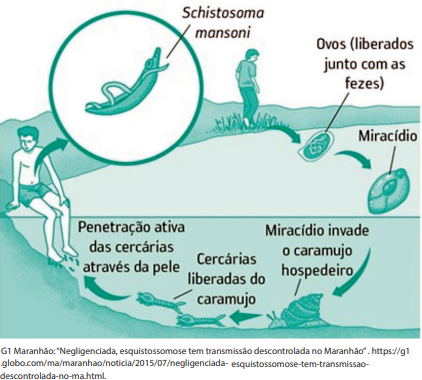 Schistosoma
mansoni
Ovos (liberados
junto com as
fezes)
Miracídio
Penetração ativa
das cercárias
através da pele
Cercárias
liberadas do
caramujo
Miracídio invade
o caramujo
hospedeiro
G1 Maranhão: "Negligenciada, esquistossomose tem transmissão descontrolada no Maranhão" . https://g1
.globo.com/ma/maranhao/noticia/2015/07/negligenciada- esquistossomose-tem-transmissao-
descontrolada-no-ma.html.